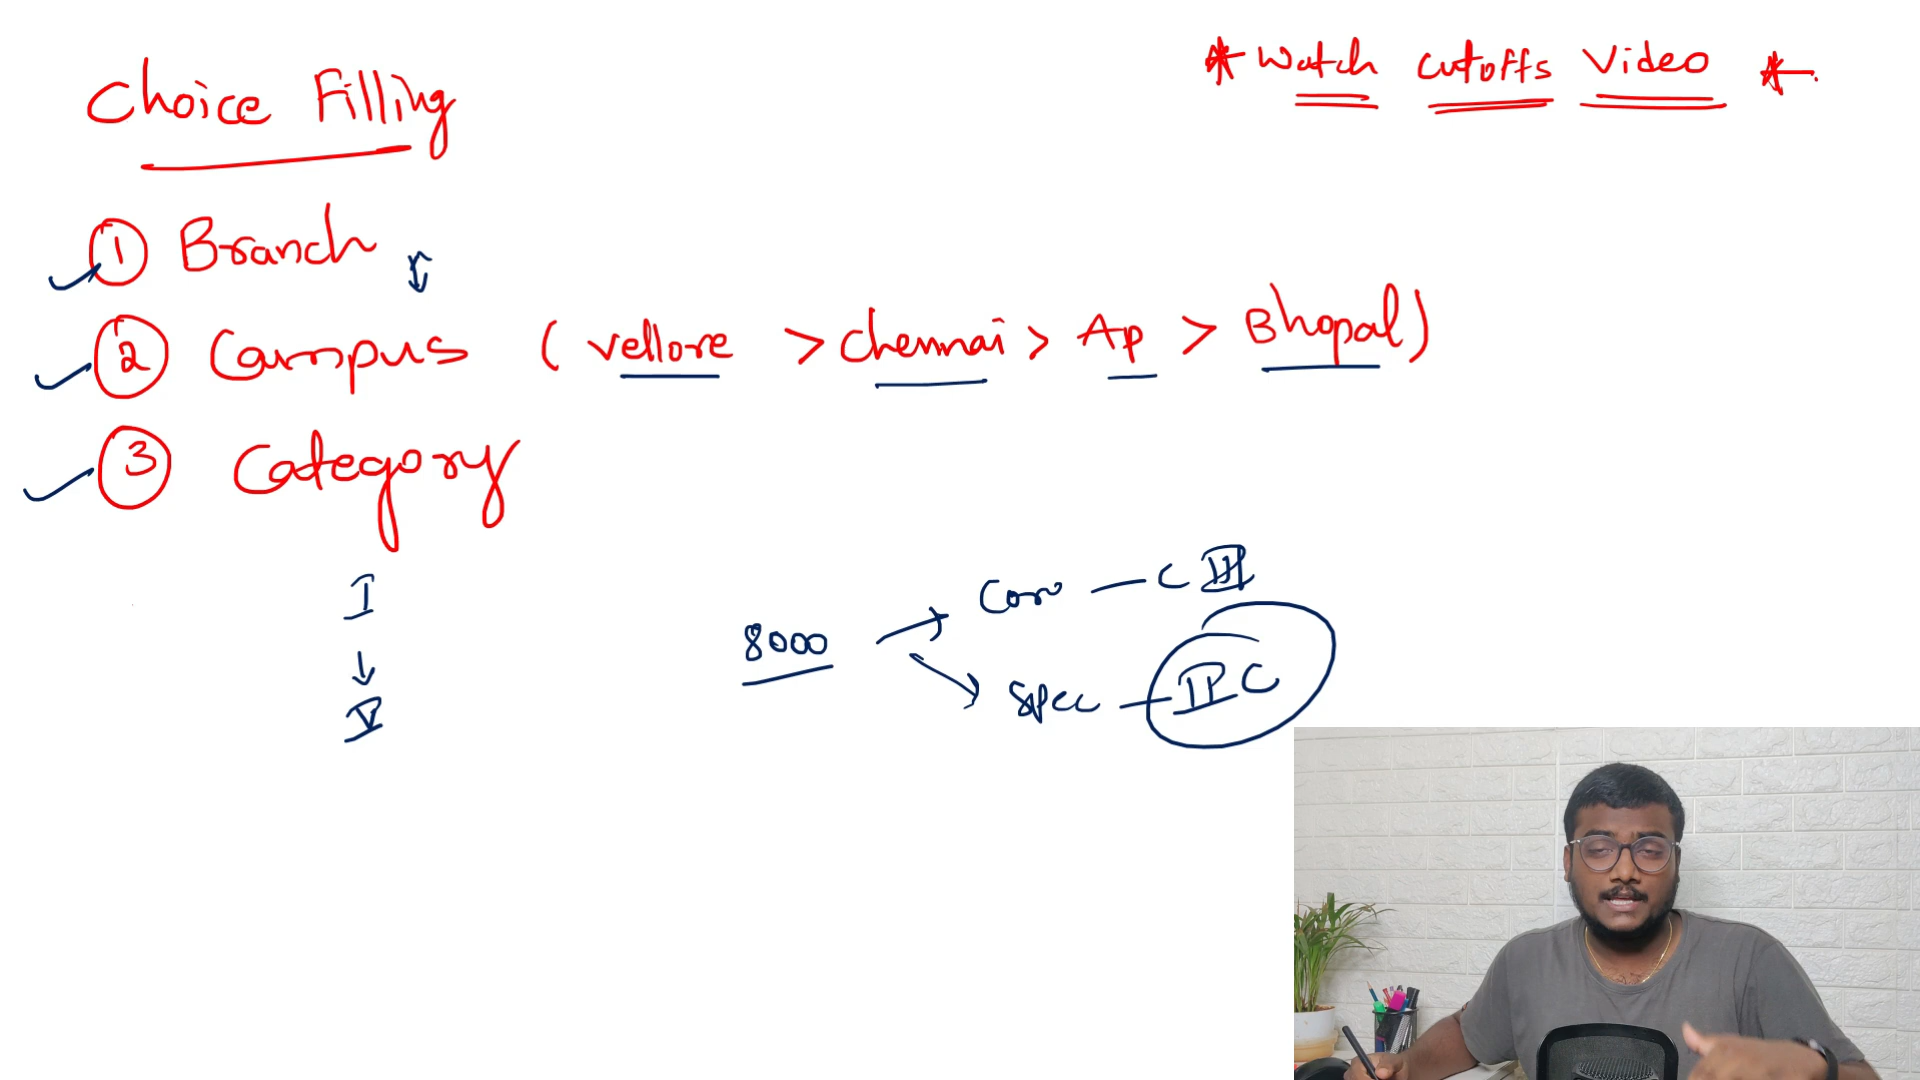 * Watch cutoffs Video *
Choice Filling
1 Branch
2 Campus (vellore > chennai > Ap > Bhopal)
3 Category
I
V
8000
Core — C III
Spec — II C